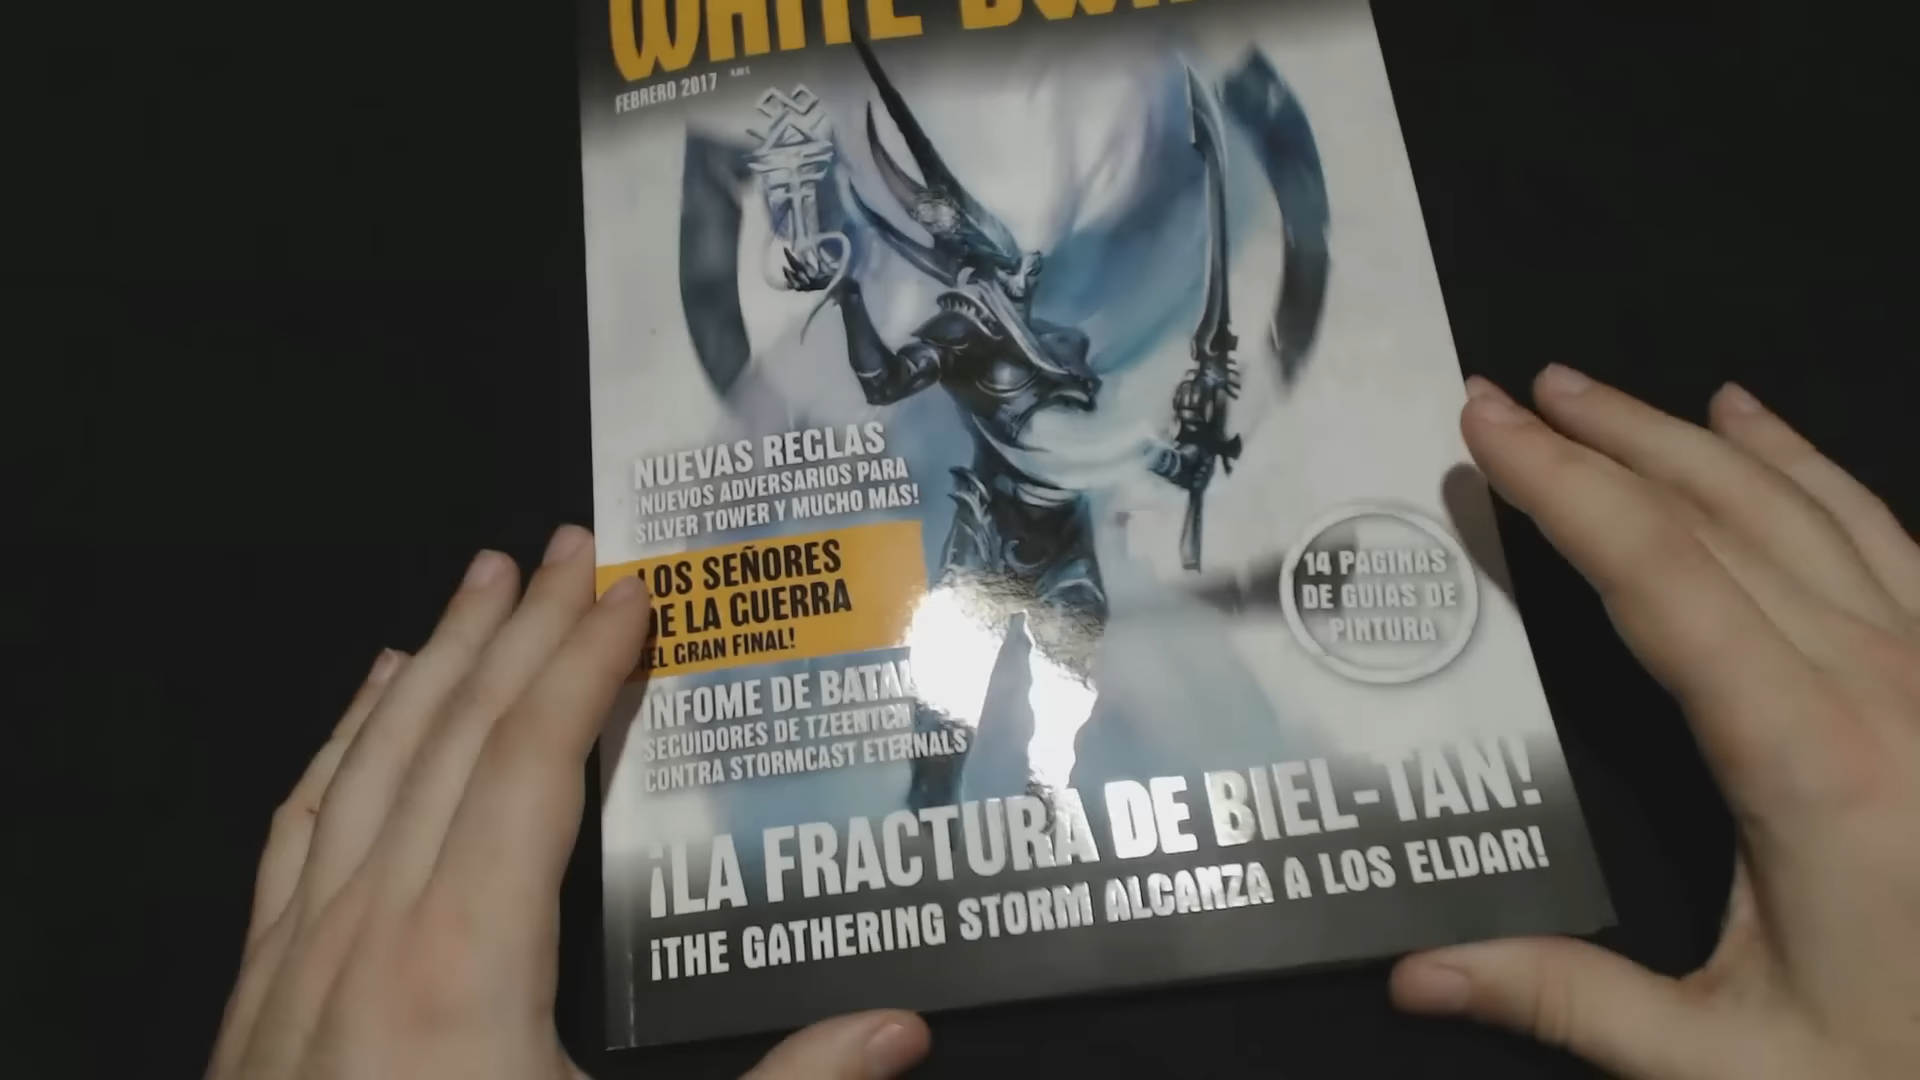 WHITE
FEBRERO 2017
NUEVAS REGLAS
¡NUEVOS ADVERSARIOS PARA
SILVER TOWER Y MUCHO MÁS!
LOS SEÑORES
DE LA GUERRA
¡EL GRAN FINAL!
INFOME DE
SEGUIDORES DE TZEENTCH
CONTRA STORMCAST ETERNALS
14 PÁGINAS
DE GUÍAS DE
PINTURA
¡LA FRACTURA DE BIEL-TAN!
¡THE GATHERING STORM ALCANZA A LOS ELDAR!